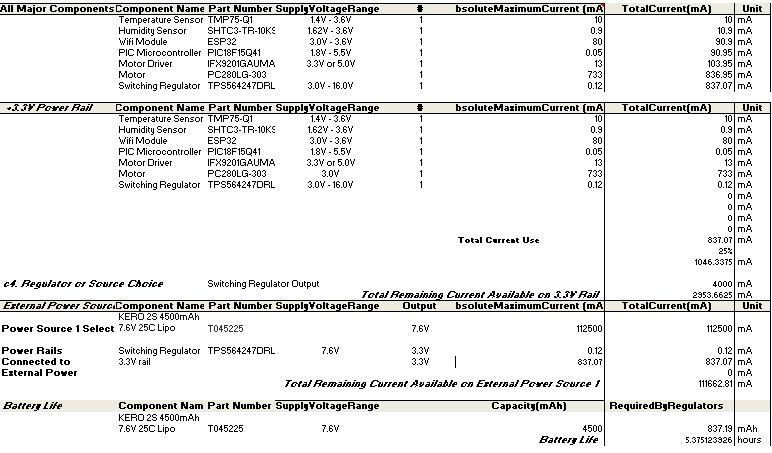 All Major Components Component Name Part Number SupplyVoltageRange # bsoluteMaximumCurrent (mA TotalCurrent(mA) Unit
Temperature Sensor TMP75-Q1 1.4V - 3.6V 1 10 10 mA
Humidity Sensor SHTC3-TR-10KS 1.62V - 3.6V 1 0.9 10.9 mA
Wifi Module ESP32 3.0V - 3.6V 1 80 90.9 mA
PIC Microcontroller PIC18F15Q41 1.8V - 5.5V 1 0.05 90.95 mA
Motor Driver IFX9201GAUMA 3.3V or 5.0V 1 13 103.95 mA
Motor PC280LG-303 1 733 836.95 mA
Switching Regulator TPS564247DRL 3.0V - 16.0V 1 0.12 837.07 mA
+3.3V Power Rail Component Name Part Number SupplyVoltageRange # bsoluteMaximumCurrent (mA TotalCurrent(mA) Unit
Temperature Sensor TMP75-Q1 1.4V - 3.6V 1 10 10 mA
Humidity Sensor SHTC3-TR-10KS 1.62V - 3.6V 1 0.9 0.9 mA
Wifi Module ESP32 3.0V - 3.6V 1 80 80 mA
PIC Microcontroller PIC18F15Q41 1.8V - 5.5V 1 0.05 0.05 mA
Motor Driver IFX9201GAUMA 3.3V or 5.0V 1 13 13 mA
Motor PC280LG-303 3.0V 1 733 733 mA
Switching Regulator TPS564247DRL 3.0V - 16.0V 1 0.12 0.12 mA
0 mA
0 mA
0 mA
0 mA
Total Current Use 837.07 mA
25%
1046.3375 mA
c4. Regulator or Source Choice Switching Regulator Output 4000 mA
Total Remaining Current Available on 3.3V Rail 2953.6625 mA
External Power Sourc Component Name Part Number SupplyVoltageRange Output bsoluteMaximumCurrent (mA TotalCurrent(mA) Unit
KERO 2S 4500mAh
Power Source 1 Select 7.6V 25C Lipo T045225 7.6V 112500 112500 mA
Power Rails Switching Regulator TPS564247DRL 7.6V 3.3V 0.12 0.12 mA
Connected to 3.3V rail 3.3V 837.07 837.07 mA
External Power 0 mA
Total Remaining Current Available on External Power Source 1 111662.81 mA
Battery Life Component Nam Part Number SupplyVoltageRange Capacity(mAh) RequiredByRegulators
KERO 2S 4500mAh
7.6V 25C Lipo T045225 7.6V 4500 837.19 mAh
Battery Life 5.375123926 hours